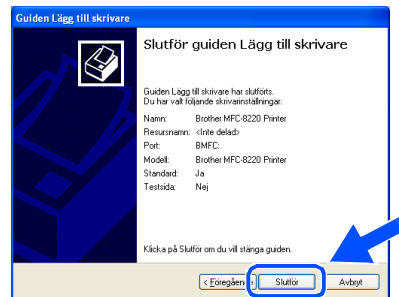 Guiden Lägg till skrivare
Slutför guiden Lägg till skrivare
Guiden Lägg till skrivare har slutförts.
Du har valt följande skrivarinställningar:
Namn: Brother MFC-8220 Printer
Resursnamn: <Inte delad>
Port: BMFC:
Modell: Brother MFC-8220 Printer
Standard: Ja
Testsida: Nej
Klicka på Slutför om du vill stänga guiden.
< Föregåen Slutför Avbryt